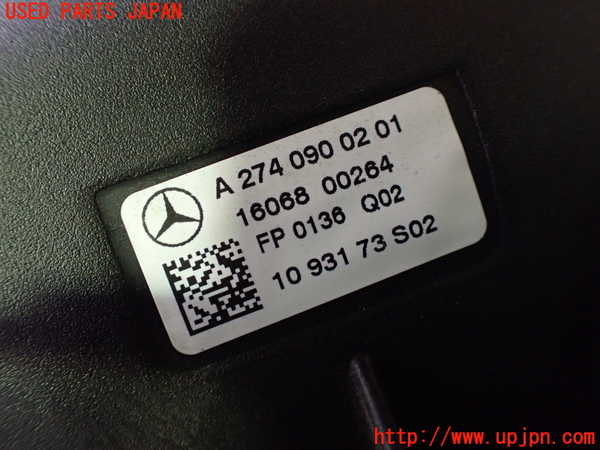 USED PARTS JAPAN
A 274 090 02 01
16068 00264
FP 0136 Q02
10 931 73 S02
http://www.upjpn.com